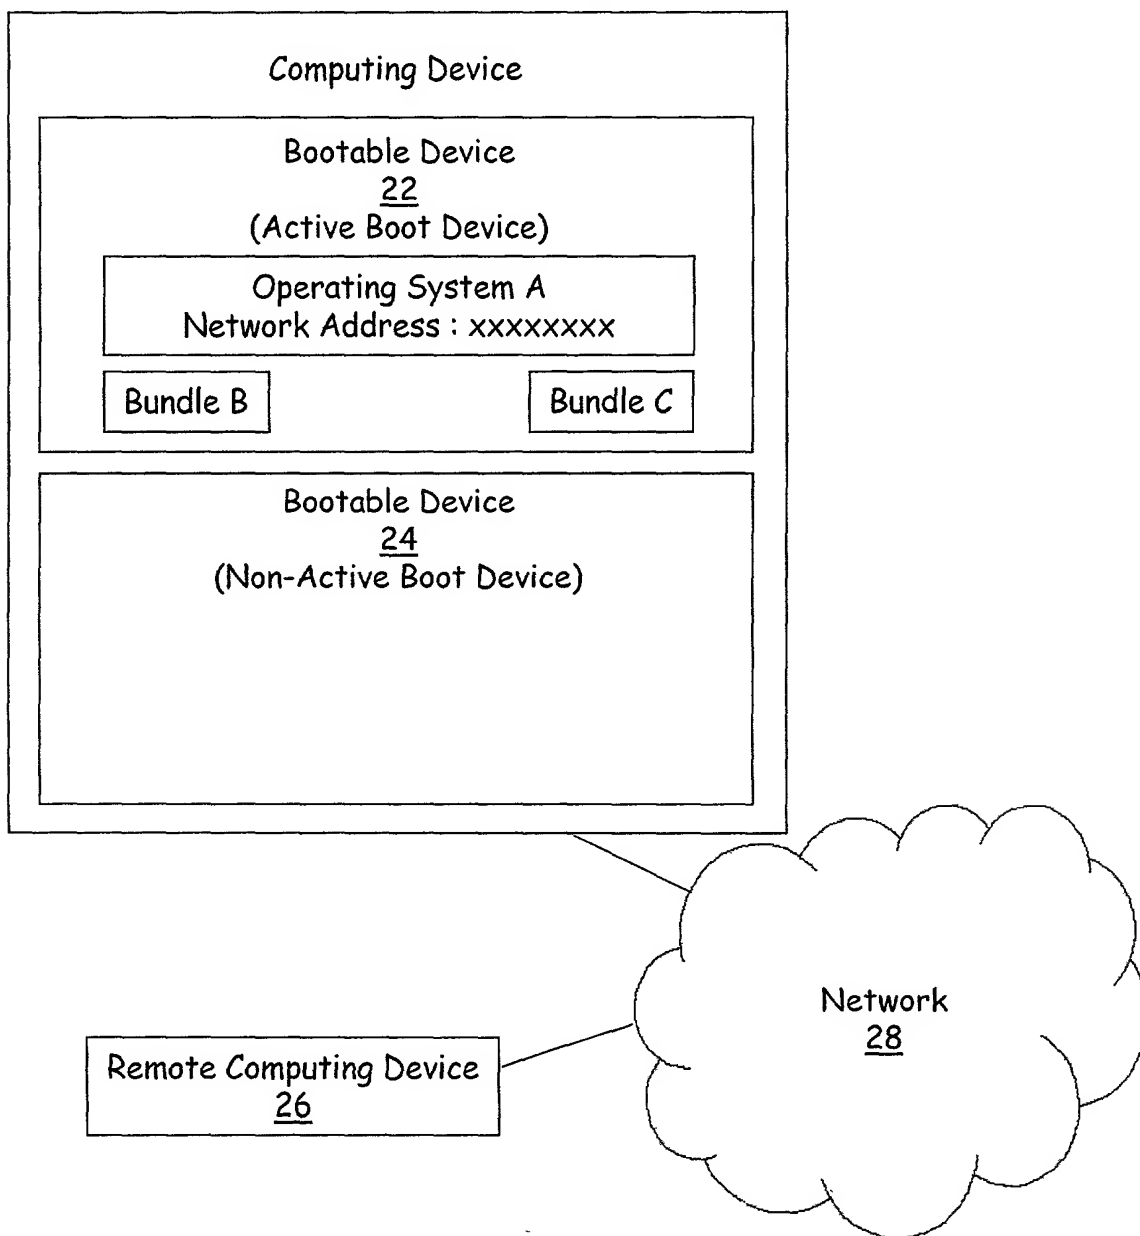 Computing Device
Bootable Device
22
(Active Boot Device)
Operating System A
Network Address : xxxxxxxx
Bundle B
Bundle C
Bootable Device
24
(Non-Active Boot Device)
Network
28
Remote Computing Device
26